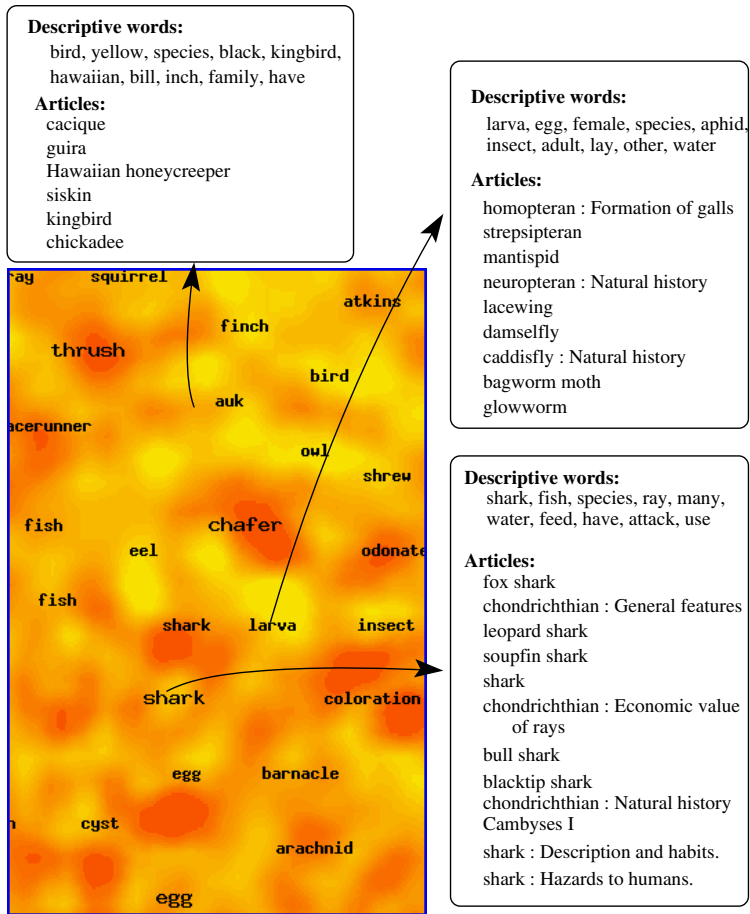 Descriptive words:
bird, yellow, species, black, kingbird,
hawaiian, bill, inch, family, have
Articles:
cacique
guira
Hawaiian honeycreeper
siskin
kingbird
chickadee
Descriptive words:
larva, egg, female, species, aphid,
insect, adult, lay, other, water
Articles:
homopteran : Formation of galls
strepsipteran
mantispid
neuropteran : Natural history
lacewing
damselfly
caddisfly : Natural history
bagworm moth
glowworm
Descriptive words:
shark, fish, species, ray, many,
water, feed, have, attack, use
Articles:
fox shark
chondrichthian : General features
leopard shark
soupfin shark
shark
chondrichthian : Economic value
of rays
bull shark
blacktip shark
chondrichthian : Natural history
Cambyses I
shark : Description and habits.
shark : Hazards to humans.
ray squirrel
atkins
finch
thrush
bird
auk
acerunner
owl
shrew
fish chafer
eel odonate
fish
shark larva insect
shark coloration
egg barnacle
n cyst
arachnid
egg